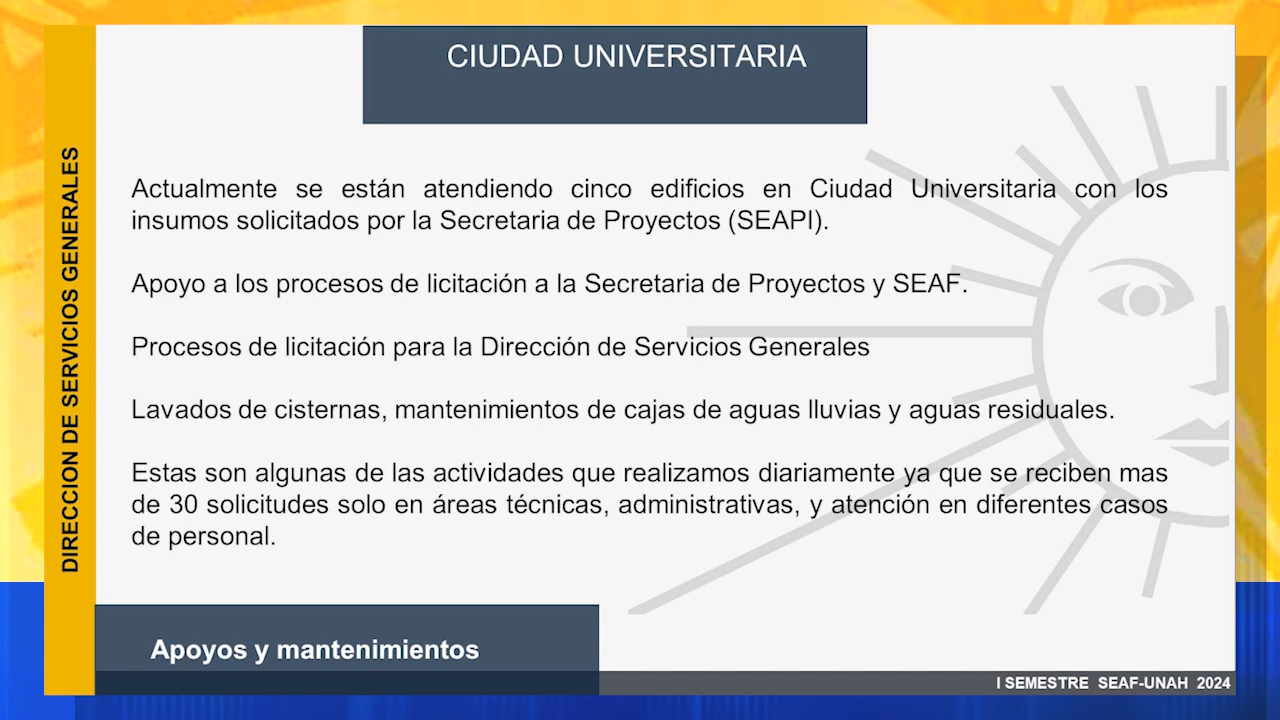 CIUDAD UNIVERSITARIA
DIRECCION DE SERVICIOS GENERALES
Actualmente se están atendiendo cinco edificios en Ciudad Universitaria con los
insumos solicitados por la Secretaria de Proyectos (SEAPI).
Apoyo a los procesos de licitación a la Secretaria de Proyectos y SEAF.
Procesos de licitación para la Dirección de Servicios Generales
Lavados de cisternas, mantenimientos de cajas de aguas lluvias y aguas residuales.
Estas son algunas de las actividades que realizamos diariamente ya que se reciben mas
de 30 solicitudes solo en áreas técnicas, administrativas, y atención en diferentes casos
de personal.
Apoyos y mantenimientos
I SEMESTRE SEAF-UNAH 2024